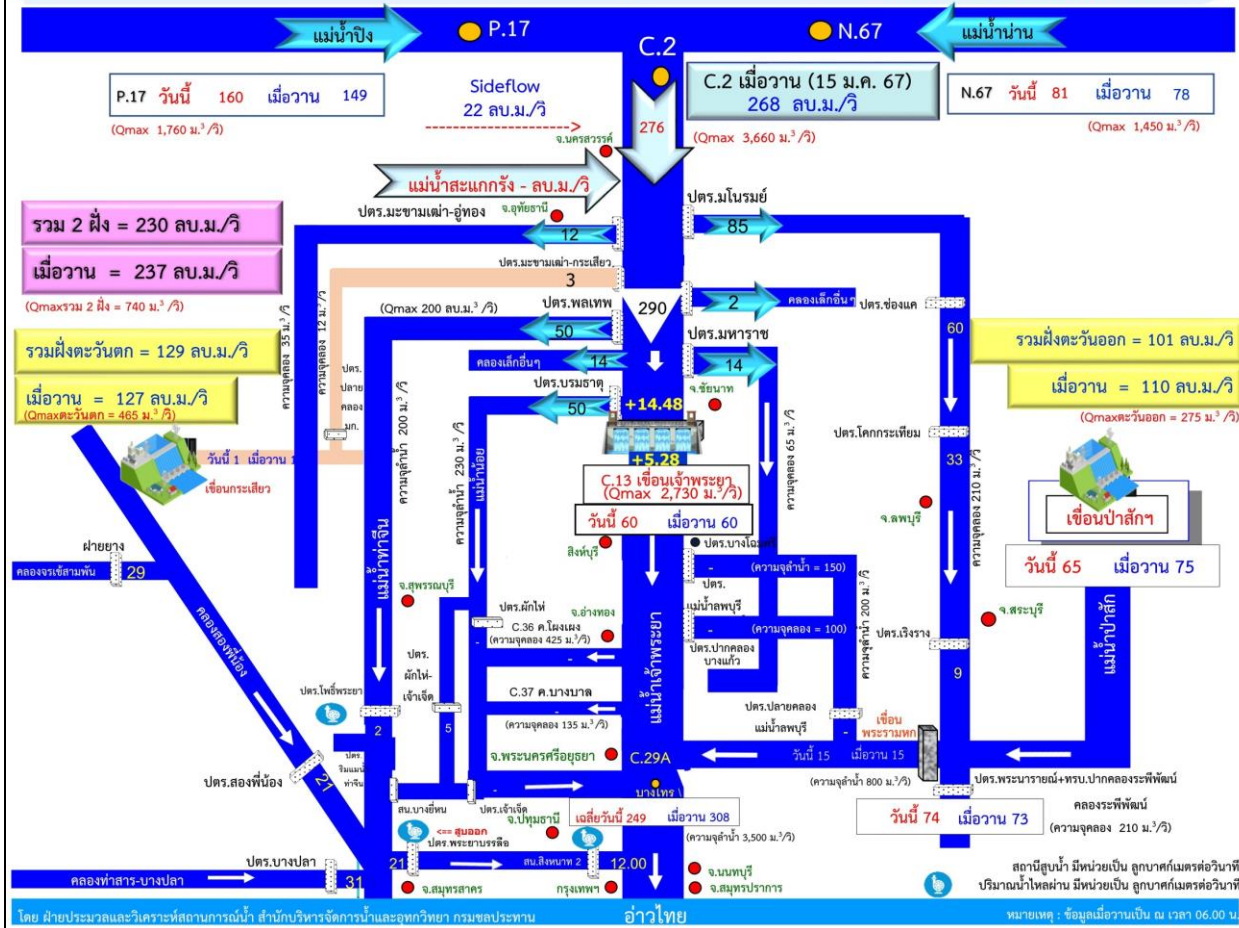 แม่น้ำปิง
P.17
C.2
N.67
แม่น้ำน่าน
P.17 วันนี้ 160 เมื่อวาน 149
(Qmax 1,760 ม.³/วิ)
Sideflow
22 ลบ.ม./วิ
จ.นครสวรรค์
276
C.2 เมื่อวาน (15 ม.ค. 67)
268 ลบ.ม./วิ
(Qmax 3,660 ม.³/วิ)
N.67 วันนี้ 81 เมื่อวาน 78
(Qmax 1,450 ม.³/วิ)
แม่น้ำสะแกกรัง - ลบ.ม./วิ
ปตร.มะขามเฒ่า-อู่ทอง
จ.อุทัยธานี
12
ปตร.มโนรมย์
85
รวม 2 ฝั่ง = 230 ลบ.ม./วิ
เมื่อวาน = 237 ลบ.ม./วิ
(Qmaxรวม 2 ฝั่ง = 740 ม.³/วิ)
ปตร.มะขามเฒ่า-กระเสียว
3
(Qmax 200 ลบ.ม./วิ)
ปตร.พลเทพ
50
290
2
คลองเล็กอื่นๆ
ปตร.ช่องแค
60
รวมฝั่งตะวันตก = 129 ลบ.ม./วิ
เมื่อวาน = 127 ลบ.ม./วิ
(Qmaxตะวันตก = 465 ม.³/วิ)
ความจุคลอง 35 ม.³/วิ
ความจุคลอง 12 ม.³/วิ
ปตร.
ปลาย
คลอง
มก.
คลองเล็กอื่นๆ
14
ปตร.มหาราช
14
รวมฝั่งตะวันออก = 101 ลบ.ม./วิ
เมื่อวาน = 110 ลบ.ม./วิ
(Qmaxตะวันออก = 275 ม.³/วิ)
ปตร.บรมธาตุ
50
+14.48
จ.ชัยนาท
+5.28
ปตร.โคกกระเทียม
33
วันนี้ 1 เมื่อวาน 1
เขื่อนกระเสียว
ความจุลำน้ำ 200 ม.³/วิ
ความจุลำน้ำ 230 ม.³/วิ
แม่น้ำน้อย
C.13 เขื่อนเจ้าพระยา
(Qmax 2,730 ม.³/วิ)
วันนี้ 60 เมื่อวาน 60
ความจุคลอง 65 ม.³/วิ
ความจุคลอง 210 ม.³/วิ
จ.ลพบุรี
เขื่อนป่าสักฯ
วันนี้ 65 เมื่อวาน 75
ฝายยาง
คลองจรเข้สามพัน
29
แม่น้ำท่าจีน
จ.สุพรรณบุรี
สิงห์บุรี
ปตร.บางโฉมศรี
-
(ความจุลำน้ำ = 150)
ปตร.
แม่น้ำลพบุรี
-
(ความจุคลอง = 100)
ปตร.ปากคลอง
บางแก้ว
ความจุลำน้ำ 200 ม.³/วิ
จ.สระบุรี
แม่น้ำป่าสัก
ปตร.ผักไห่
-
จ.อ่างทอง
C.36 ค.โผงเผง
(ความจุคลอง 425 ม.³/วิ)
-
ปตร.เริงราง
9
คลองสองพี่น้อง
ปตร.
ผักไห่-
เจ้าเจ็ด
5
C.37 ค.บางบาล
-
(ความจุคลอง 135 ม.³/วิ)
แม่น้ำเจ้าพระยา
ปตร.ปลายคลอง
แม่น้ำลพบุรี
-
เขื่อน
พระรามหก
ปตร.โพธิ์พระยา
2
จ.พระนครศรีอยุธยา
C.29A
วันนี้ 15 เมื่อวาน 15
(ความจุลำน้ำ 800 ม.³/วิ)
ปตร.พระนารายณ์+ทรบ.ปากคลองระพีพัฒน์
ปตร.สองพี่น้อง
21
ปตร.
ริมแม่น้ำ
ท่าจีน
สน.บางยี่หน
ปตร.เจ้าเจ็ด
-
บางไทร
เฉลี่ยวันนี้ 249 เมื่อวาน 308
(ความจุลำน้ำ 3,500 ม.³/วิ)
วันนี้ 74 เมื่อวาน 73
คลองระพีพัฒน์
(ความจุคลอง 210 ม.³/วิ)
จ.ปทุมธานี
<== สูบออก
ปตร.พระยาบรรลือ
21
สน.สิงหนาท 2
12.00
ปตร.บางปลา
คลองท่าสาร-บางปลา
31
จ.สมุทรสาคร
กรุงเทพฯ
จ.นนทบุรี
จ.สมุทรปราการ
สถานีสูบน้ำ มีหน่วยเป็น ลูกบาศก์เมตรต่อวินาที
ปริมาณน้ำไหลผ่าน มีหน่วยเป็น ลูกบาศก์เมตรต่อวินาที
โดย ฝ่ายประมวลและวิเคราะห์สถานการณ์น้ำ สำนักบริหารจัดการน้ำและอุทกวิทยา กรมชลประทาน
อ่าวไทย
หมายเหตุ : ข้อมูลเมื่อวานเป็น ณ เวลา 06.00 น.